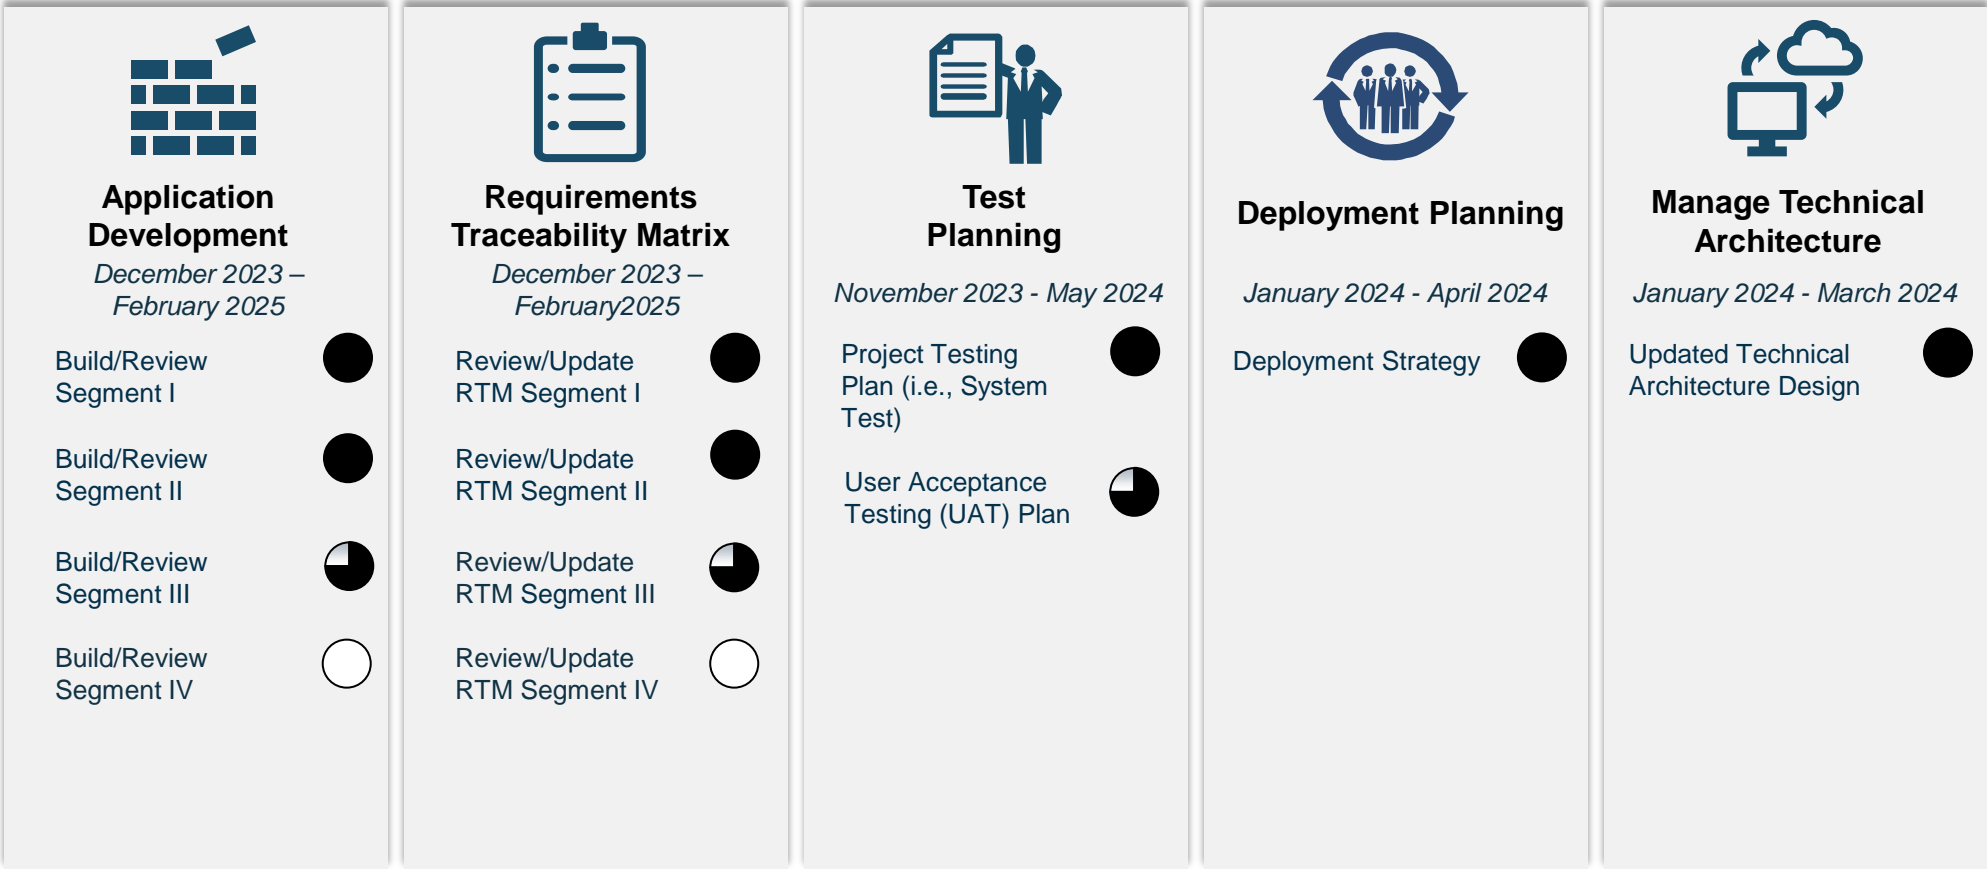 Application
Development
December 2023 –
February 2025
Build/Review
Segment I
Build/Review
Segment II
Build/Review
Segment III
Build/Review
Segment IV
Requirements
Traceability Matrix
December 2023 –
February2025
Review/Update
RTM Segment I
Review/Update
RTM Segment II
Review/Update
RTM Segment III
Review/Update
RTM Segment IV
Test
Planning
November 2023 - May 2024
Project Testing
Plan (i.e., System
Test)
User Acceptance
Testing (UAT) Plan
Deployment Planning
January 2024 - April 2024
Deployment Strategy
Manage Technical
Architecture
January 2024 - March 2024
Updated Technical
Architecture Design